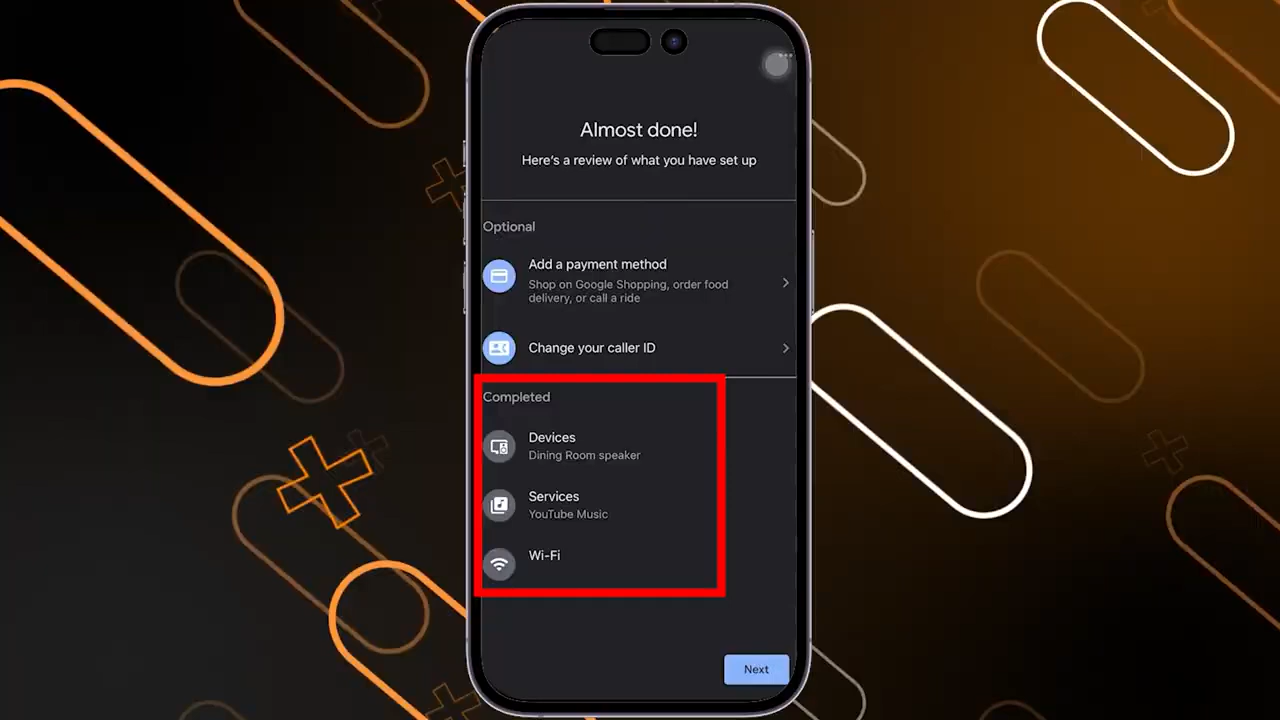 Almost done!
Here's a review of what you have set up
Optional
Add a payment method
Shop on Google Shopping, order food
delivery, or call a ride
Change your caller ID
Completed
Devices
Dining Room speaker
Services
YouTube Music
Wi-Fi
Next